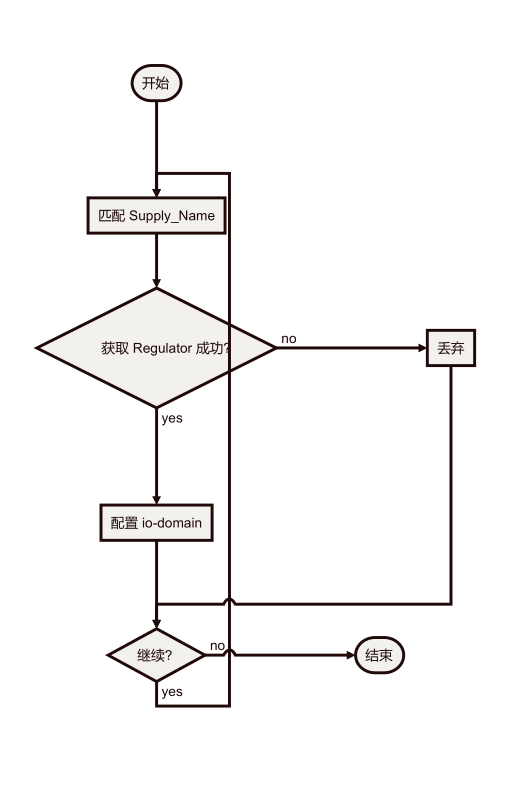 开始
匹配 Supply_Name
获取 Regulator 成功?
no
丢弃
yes
配置 io-domain
继续?
no
结束
yes